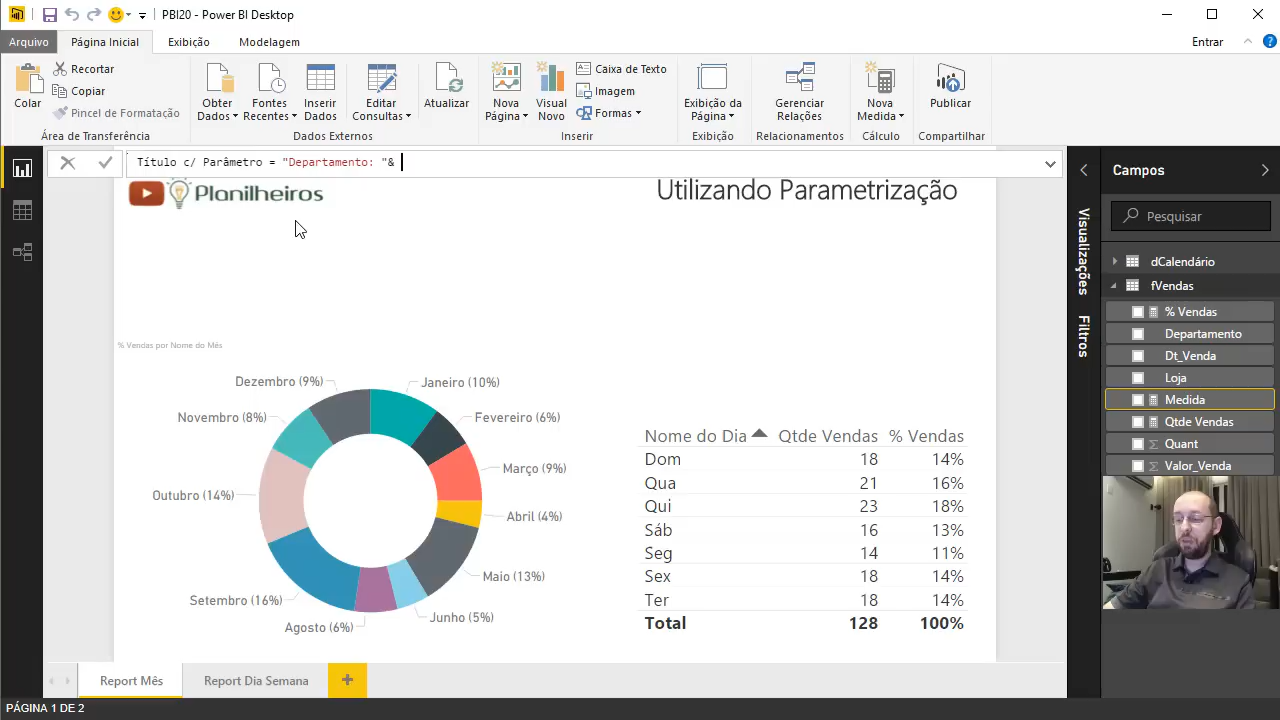 PBI20 - Power BI Desktop
Arquivo
Página Inicial
Exibição
Modelagem
Entrar
Colar
Recortar
Copiar
Pincel de Formatação
Área de Transferência
Obter Dados
Fontes Recentes
Inserir Dados
Editar Consultas
Atualizar
Dados Externos
Nova Página
Visual Novo
Caixa de Texto
Imagem
Formas
Inserir
Exibição da Página
Exibição
Gerenciar Relações
Relacionamentos
Nova Medida
Cálculo
Publicar
Compartilhar
Título c/ Parâmetro = "Departamento: "&
Planilheiros
Utilizando Parametrização
% Vendas por Nome do Mês
Dezembro (9%)
Janeiro (10%)
Novembro (8%)
Fevereiro (6%)
Março (9%)
Outubro (14%)
Abril (4%)
Maio (13%)
Setembro (16%)
Junho (5%)
Agosto (6%)
Nome do Dia Qtde Vendas % Vendas
Dom 18 14%
Qua 21 16%
Qui 23 18%
Sáb 16 13%
Seg 14 11%
Sex 18 14%
Ter 18 14%
Total 128 100%
Visualizações
Filtros
Campos
Pesquisar
dCalendário
fVendas
% Vendas
Departamento
Dt_Venda
Loja
Medida
Qtde Vendas
Quant
Valor_Venda
Report Mês
Report Dia Semana
PÁGINA 1 DE 2